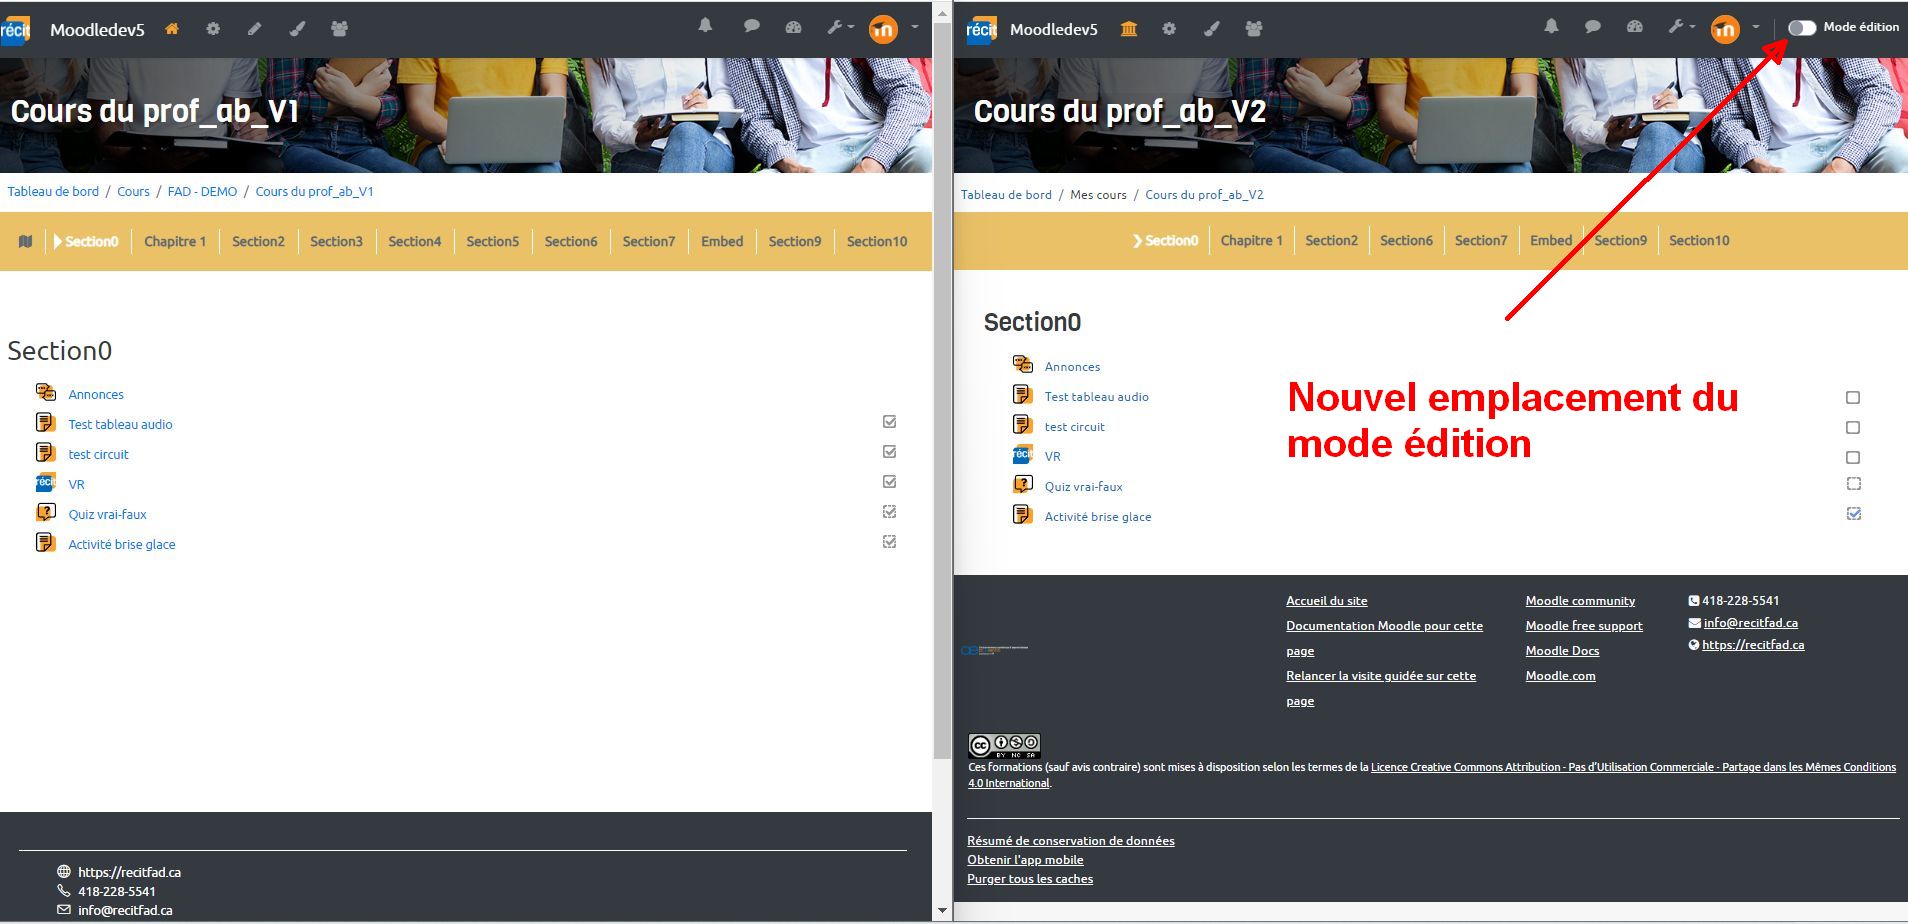 récit Moodledev5
Cours du prof_ab_V1
Tableau de bord / Cours / FAD - DEMO / Cours du prof_ab_V1
Section0 Chapitre 1 Section2 Section3 Section4 Section5 Section6 Section7 Embed Section9 Section10
Section0
Annonces
Test tableau audio
test circuit
récit VR
Quiz vrai-faux
Activité brise glace
https://recitfad.ca
418-228-5541
info@recitfad.ca
récit Moodledev5 Mode édition
Cours du prof_ab_V2
Tableau de bord / Mes cours / Cours du prof_ab_V2
Section0 Chapitre 1 Section2 Section6 Section7 Embed Section9 Section10
Section0
Annonces
Test tableau audio
test circuit
récit VR
Quiz vrai-faux
Activité brise glace
Nouvel emplacement du
mode édition
Accueil du site
Documentation Moodle pour cette
page
Relancer la visite guidée sur cette
page
Moodle community
Moodle free support
Moodle Docs
Moodle.com
418-228-5541
info@recitfad.ca
https://recitfad.ca
cc
BY NC SA
Ces formations (sauf avis contraire) sont mises à disposition selon les termes de la Licence Creative Commons Attribution - Pas d'Utilisation Commerciale - Partage dans les Mêmes Conditions
4.0 International.
Résumé de conservation de données
Obtenir l'app mobile
Purger tous les caches